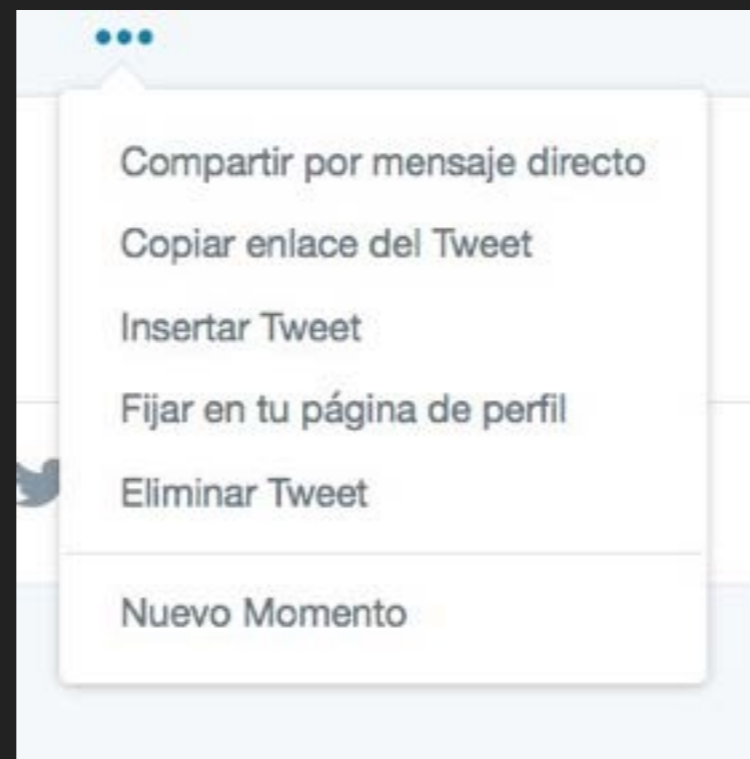 Compartir por mensaje directo
Copiar enlace del Tweet
Insertar Tweet
Fijar en tu página de perfil
Eliminar Tweet
Nuevo Momento